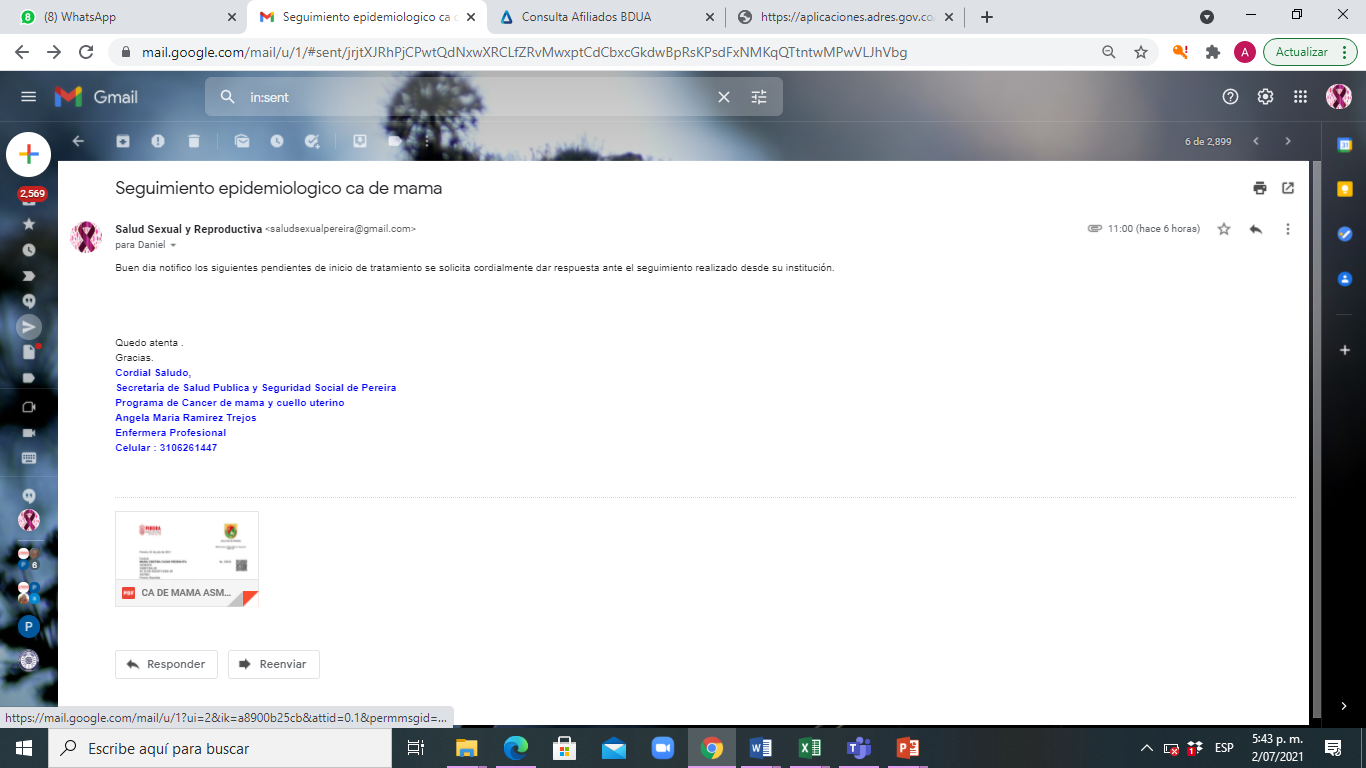 (8) WhatsApp
Seguimiento epidemiologico ca
Consulta Afiliados BDUA
https://aplicaciones.adres.gov.co
mail.google.com/mail/u/1/#sent/jrjtXJRhPjCPwtQdNxwXRCLfZRvMwxptCdCbxcGkdwBpRsKPsdFxNMKqQTtntwMPwVLJhVbg
A
Actualizar
Gmail
in:sent
6 de 2,899
2,569
Seguimiento epidemiologico ca de mama
Salud Sexual y Reproductiva <saludsexualpereira@gmail.com>
11:00 (hace 6 horas)
para Daniel
Buen dia notifico los siguientes pendientes de inicio de tratamiento se solicita cordialmente dar respuesta ante el seguimiento realizado desde su institución.
Quedo atenta .
Gracias.
Cordial Saludo,
Secretaría de Salud Publica y Seguridad Social de Pereira
Programa de Cancer de mama y cuello uterino
Angela Maria Ramirez Trejos
Enfermera Profesional
Celular : 3106261447
PEREIRA
PDF
CA DE MAMA ASM...
6
P
Responder
Reenviar
https://mail.google.com/mail/u/1?ui=2&ik=a8900b25cb&attid=0.1&permmsgid=...
Escribe aquí para buscar
ESP
5:43 p. m.
2/07/2021